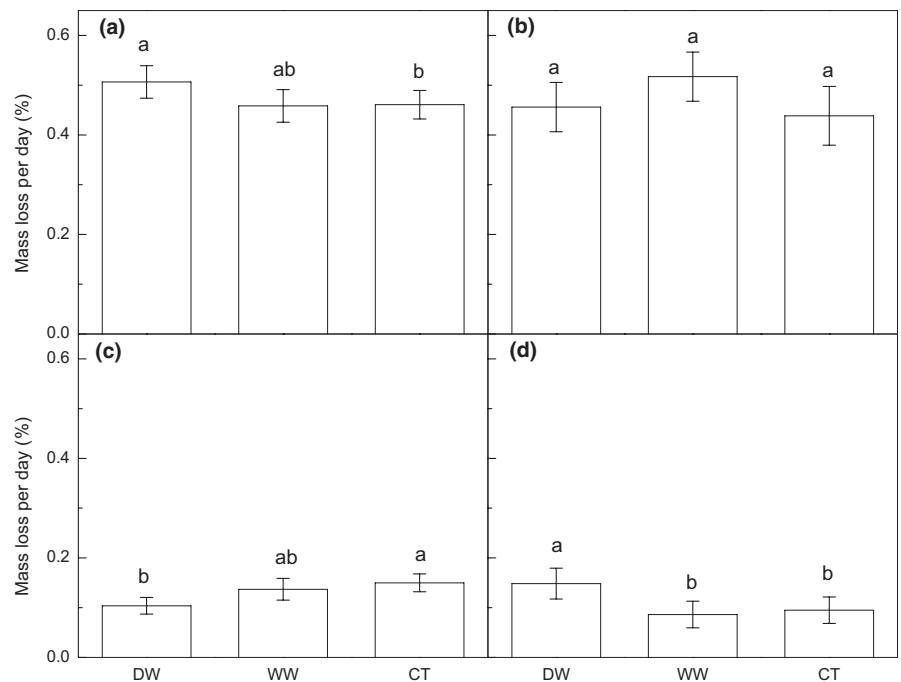 (a) (b)
0.6
a ab b a a a
0.4
0.2
0.0
Mass loss per day (%)
(c) (d)
0.6
0.4
0.2
b ab a a b b
0.0
Mass loss per day (%)
DW WW CT DW WW CT